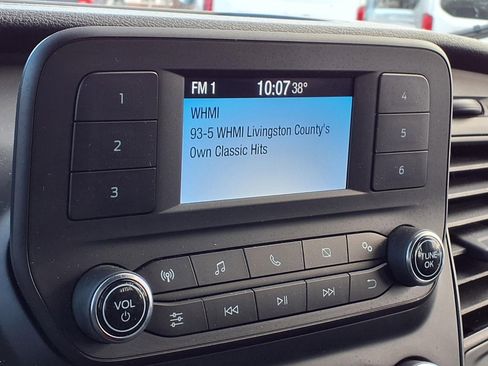 FM 1 10:07 38°
WHMI
93-5 WHMI Livingston County's
Own Classic Hits
1
2
3
4
5
6
VOL
TUNE
OK